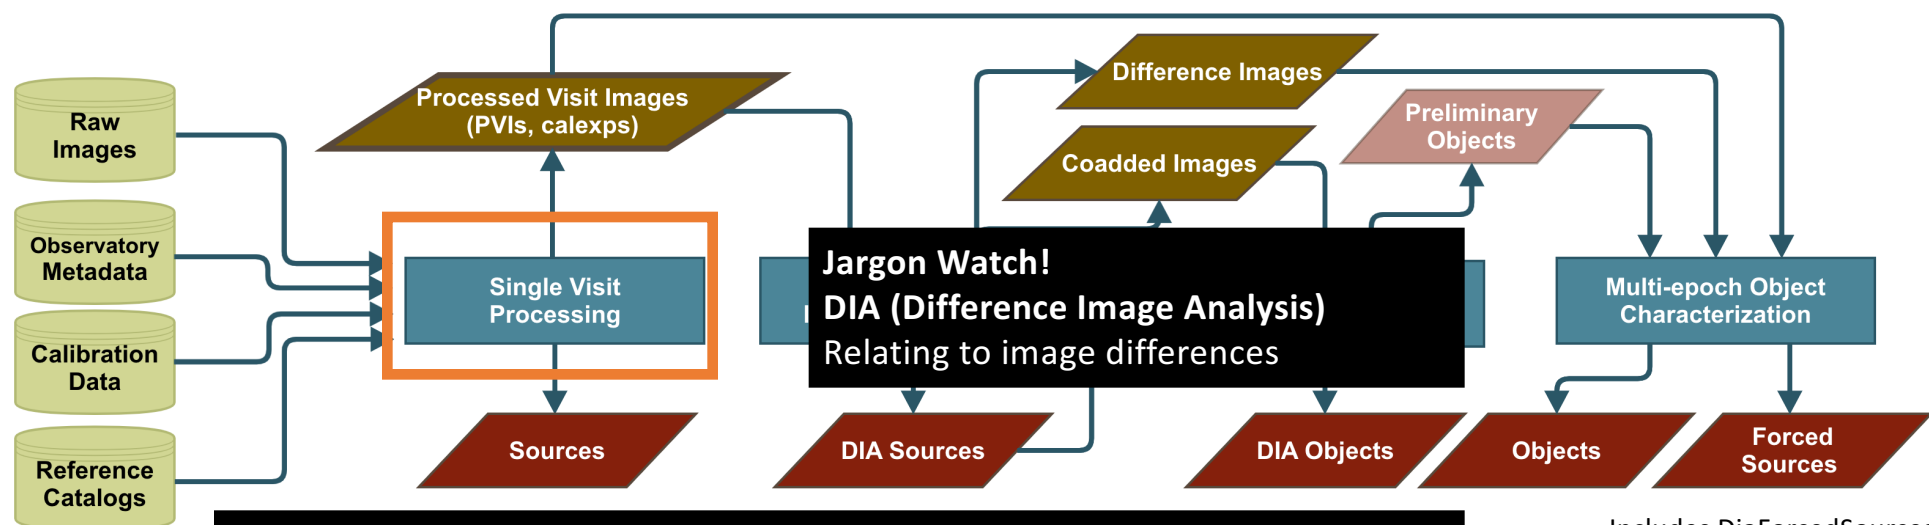 Raw
Images
Observatory
Metadata
Calibration
Data
Reference
Catalogs
Processed Visit Images
(PVIs, calexps)
Single Visit
Processing
Sources
Difference Images
Coadded Images
Preliminary
Objects
Jargon Watch!
DIA (Difference Image Analysis)
Relating to image differences
Multi-epoch Object
Characterization
DIA Sources
DIA Objects
Objects
Forced
Sources